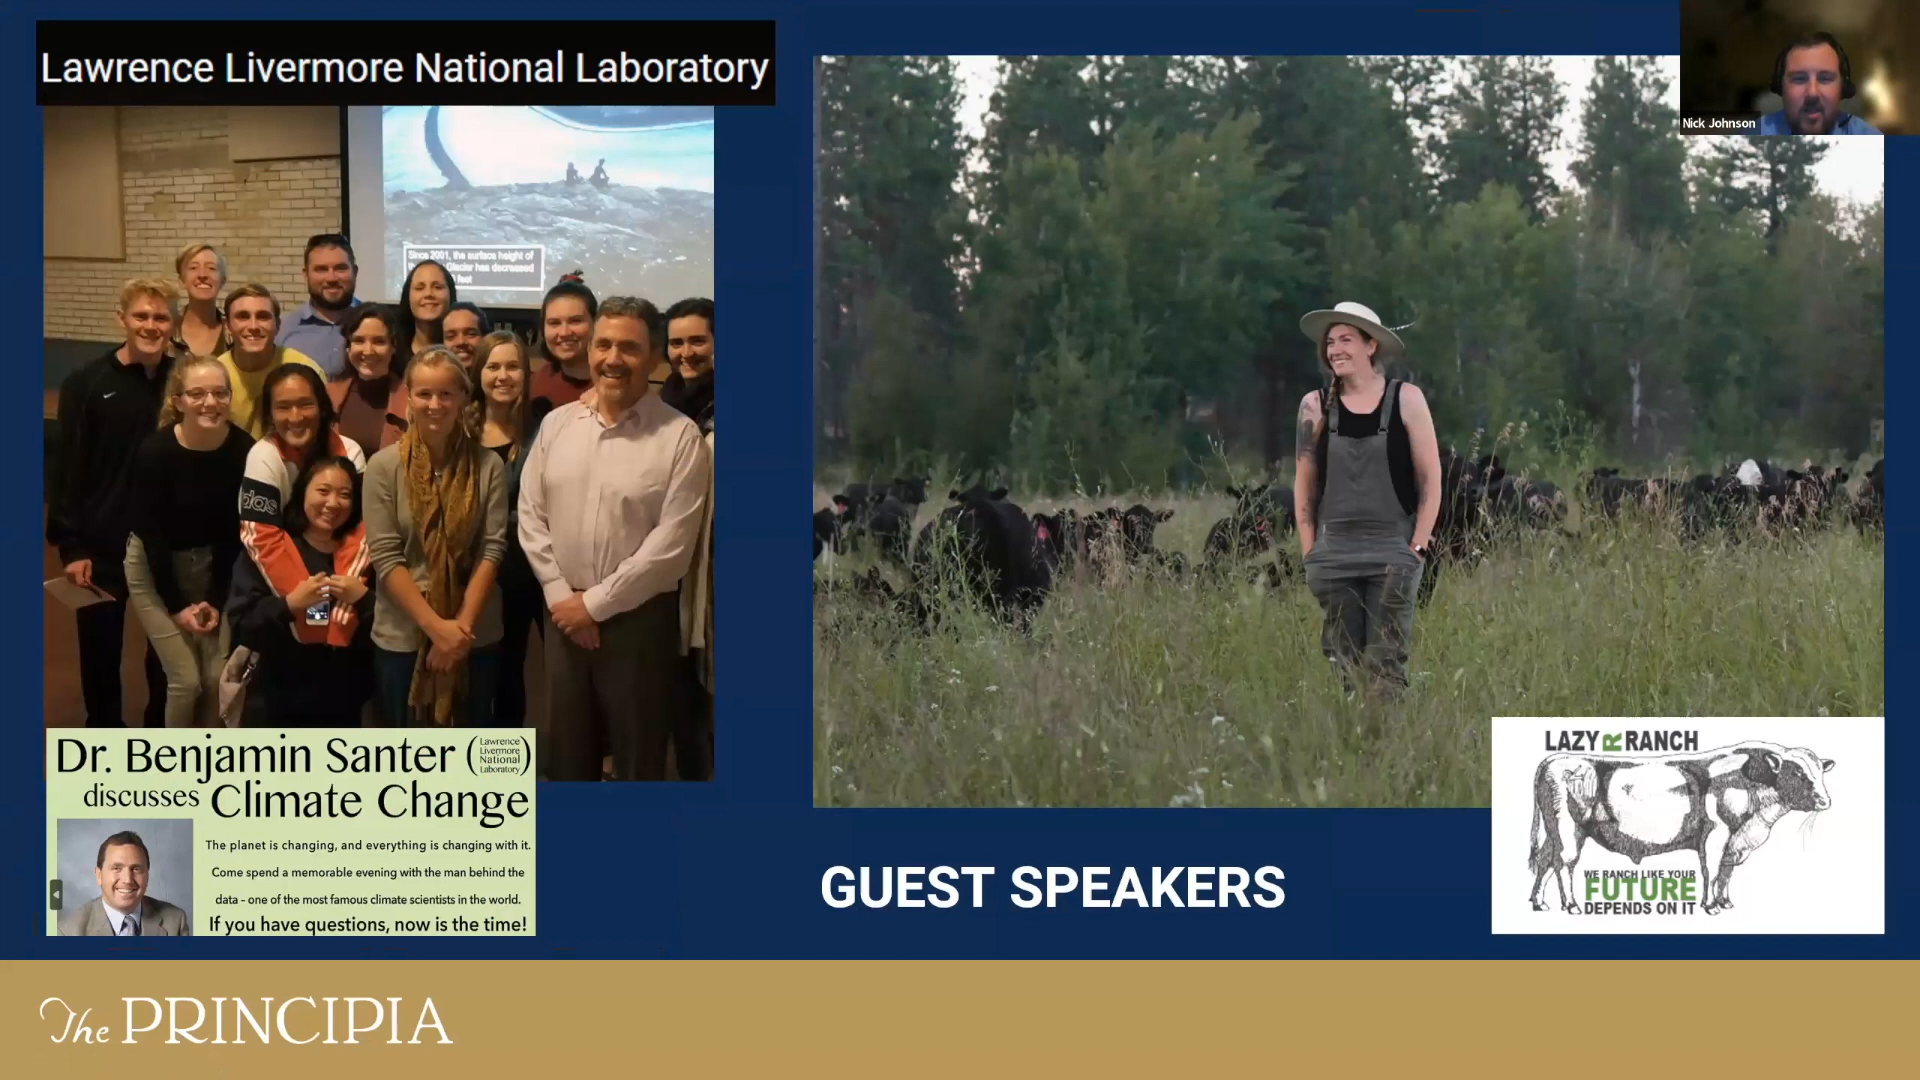 Lawrence Livermore National Laboratory
Nick Johnson
Since 2001, the surface height of
Glacier has decreased
feet
das
Dr. Benjamin Santer (Lawrence Livermore National Laboratory)
discusses Climate Change
The planet is changing, and everything is changing with it.
Come spend a memorable evening with the man behind the
data - one of the most famous climate scientists in the world.
If you have questions, now is the time!
GUEST SPEAKERS
LAZY R RANCH
WE RANCH LIKE YOUR
FUTURE
DEPENDS ON IT
The PRINCIPIA